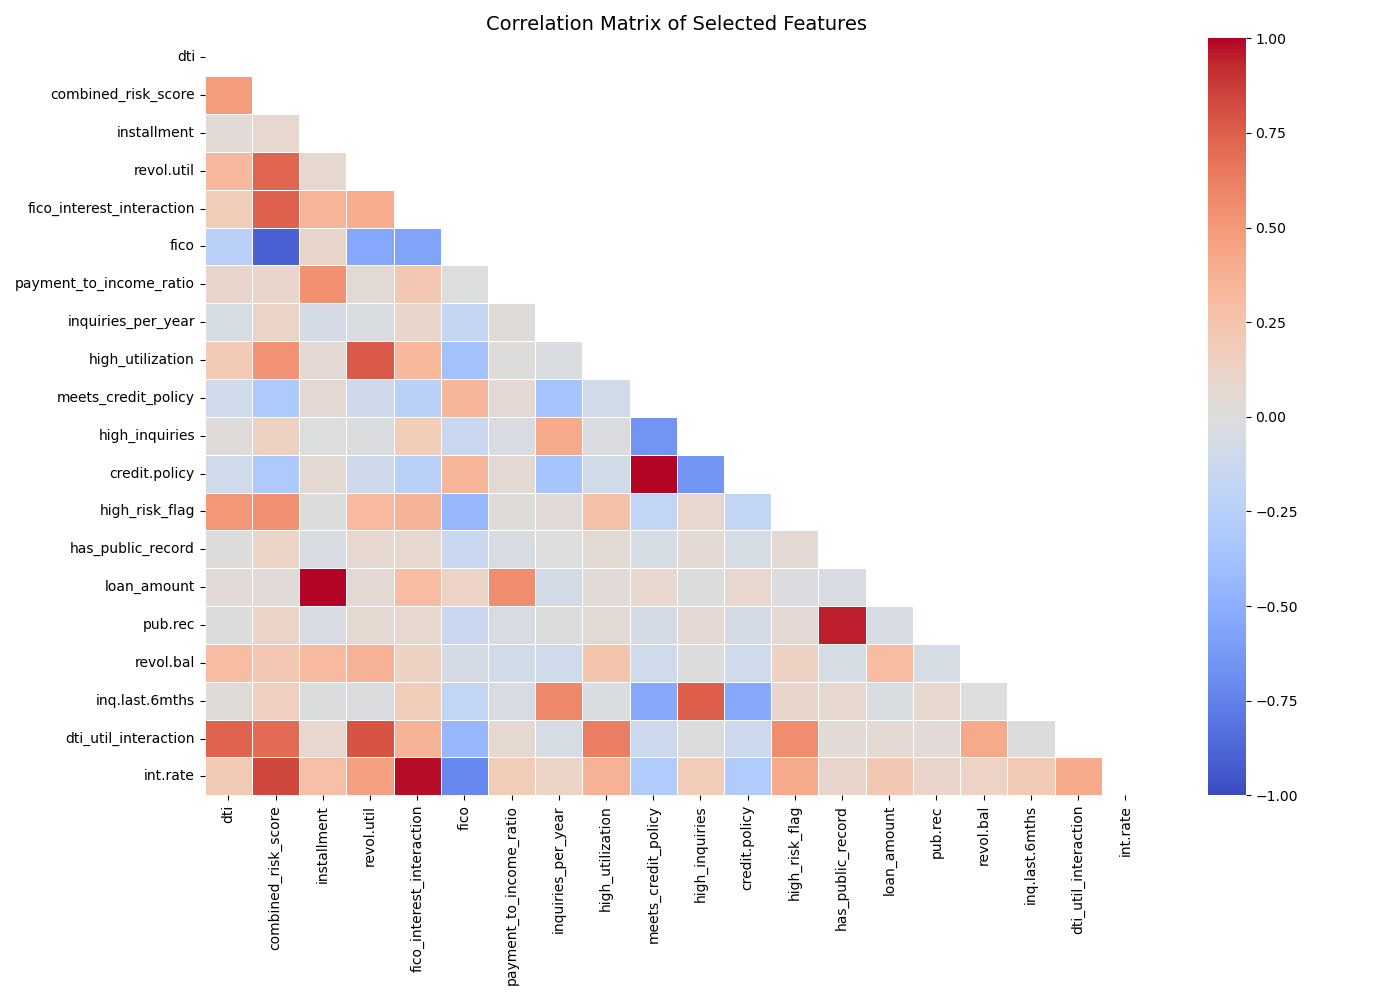 Correlation Matrix of Selected Features
dti
combined_risk_score
installment
revol.util
fico_interest_interaction
fico
payment_to_income_ratio
inquiries_per_year
high_utilization
meets_credit_policy
high_inquiries
credit.policy
high_risk_flag
has_public_record
loan_amount
pub.rec
revol.bal
inq.last.6mths
dti_util_interaction
int.rate
dti
combined_risk_score
installment
revol.util
fico_interest_interaction
fico
payment_to_income_ratio
inquiries_per_year
high_utilization
meets_credit_policy
high_inquiries
credit.policy
high_risk_flag
has_public_record
loan_amount
pub.rec
revol.bal
inq.last.6mths
dti_util_interaction
int.rate
1.00
0.75
0.50
0.25
0.00
−0.25
−0.50
−0.75
−1.00